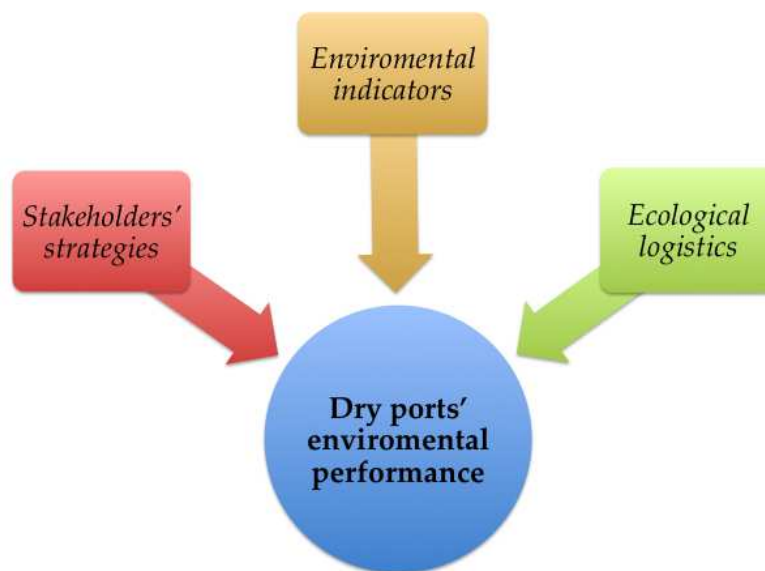 Enviromental
indicators
Stakeholders’
strategies
Ecological
logistics
Dry ports’
enviromental
performance